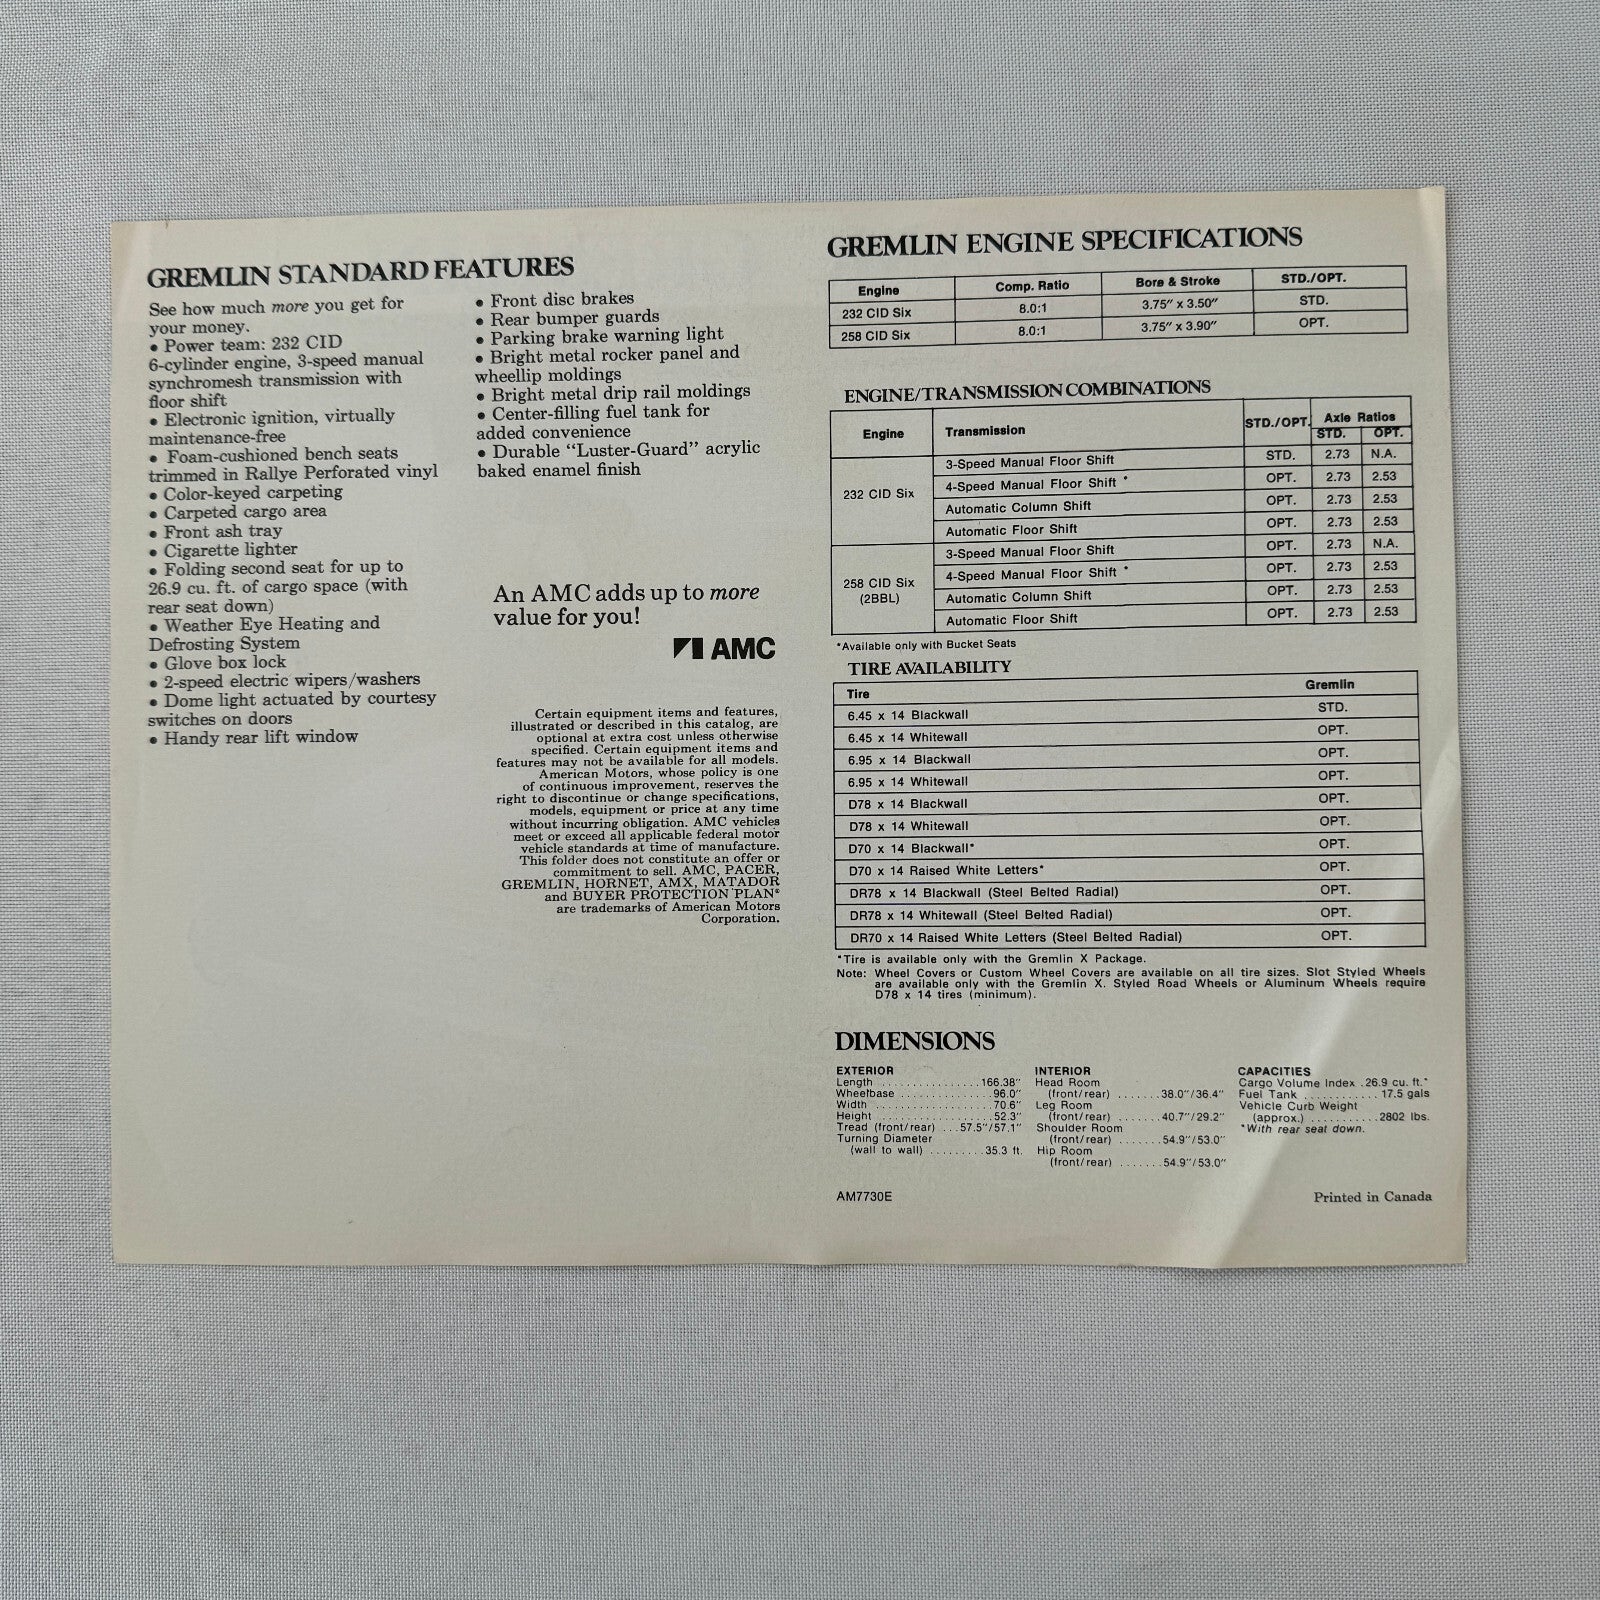 GREMLIN STANDARD FEATURES
See how much more you get for
your money.
• Power team: 232 CID
6-cylinder engine, 3-speed manual
synchromesh transmission with
floor shift
• Electronic ignition, virtually
maintenance-free
• Foam-cushioned bench seats
trimmed in Rallye Perforated vinyl
• Color-keyed carpeting
• Carpeted cargo area
• Front ash tray
• Cigarette lighter
• Folding second seat for up to
26.9 cu. ft. of cargo space (with
rear seat down)
• Weather Eye Heating and
Defrosting System
• Glove box lock
• 2-speed electric wipers/washers
• Dome light actuated by courtesy
switches on doors
• Handy rear lift window
• Front disc brakes
• Rear bumper guards
• Parking brake warning light
• Bright metal rocker panel and
wheellip moldings
• Bright metal drip rail moldings
• Center-filling fuel tank for
added convenience
• Durable “Luster-Guard” acrylic
baked enamel finish
An AMC adds up to more
value for you!
AMC
Certain equipment items and features,
illustrated or described in this catalog, are
optional at extra cost unless otherwise
specified. Certain equipment items and
features may not be available for all models.
American Motors, whose policy is one
of continuous improvement, reserves the
right to discontinue or change specifications,
models, equipment or price at any time
without incurring obligation. AMC vehicles
meet or exceed all applicable federal motor
vehicle standards at time of manufacture.
This folder does not constitute an offer or
commitment to sell. AMC, PACER,
GREMLIN, HORNET, AMX, MATADOR
and BUYER PROTECTION PLAN®
are trademarks of American Motors
Corporation.
GREMLIN ENGINE SPECIFICATIONS
Engine Comp. Ratio Bore & Stroke STD./OPT.
232 CID Six 8.0:1 3.75″ x 3.50″ STD.
258 CID Six 8.0:1 3.75″ x 3.90″ OPT.
ENGINE/TRANSMISSION COMBINATIONS
Engine Transmission STD./OPT. Axle Ratios
STD. OPT.
232 CID Six
3-Speed Manual Floor Shift STD. 2.73 N.A.
4-Speed Manual Floor Shift * OPT. 2.73 2.53
Automatic Column Shift OPT. 2.73 2.53
Automatic Floor Shift OPT. 2.73 2.53
258 CID Six
(2BBL)
3-Speed Manual Floor Shift OPT. 2.73 N.A.
4-Speed Manual Floor Shift * OPT. 2.73 2.53
Automatic Column Shift OPT. 2.73 2.53
Automatic Floor Shift OPT. 2.73 2.53
*Available only with Bucket Seats
TIRE AVAILABILITY
Tire Gremlin
6.45 x 14 Blackwall STD.
6.45 x 14 Whitewall OPT.
6.95 x 14 Blackwall OPT.
6.95 x 14 Whitewall OPT.
D78 x 14 Blackwall OPT.
D78 x 14 Whitewall OPT.
D70 x 14 Blackwall* OPT.
D70 x 14 Raised White Letters* OPT.
DR78 x 14 Blackwall (Steel Belted Radial) OPT.
DR78 x 14 Whitewall (Steel Belted Radial) OPT.
DR70 x 14 Raised White Letters (Steel Belted Radial) OPT.
*Tire is available only with the Gremlin X Package.
Note: Wheel Covers or Custom Wheel Covers are available on all tire sizes. Slot Styled Wheels
are available only with the Gremlin X. Styled Road Wheels or Aluminum Wheels require
D78 x 14 tires (minimum).
DIMENSIONS
EXTERIOR
Length ................166.38″
Wheelbase .............96.0″
Width .................70.6″
Height ................52.3″
Tread (front/rear) ...57.5″/57.1″
Turning Diameter
(wall to wall) .........35.3 ft.
INTERIOR
Head Room
(front/rear) .......38.0″/36.4″
Leg Room
(front/rear) .......40.7″/29.2″
Shoulder Room
(front/rear) .......54.9″/53.0″
Hip Room
(front/rear) .......54.9″/53.0″
CAPACITIES
Cargo Volume Index .26.9 cu. ft.*
Fuel Tank ...........17.5 gals
Vehicle Curb Weight
(approx.) ...........2802 lbs.
*With rear seat down.
AM7730E
Printed in Canada